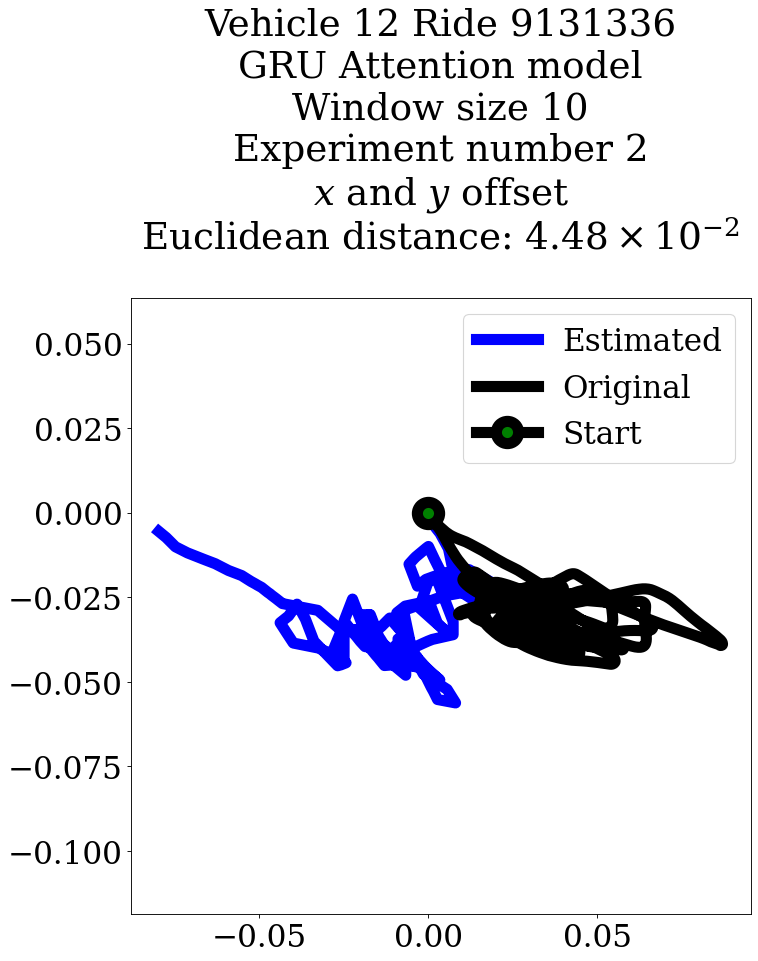 Vehicle 12 Ride 9131336
GRU Attention model
Window size 10
Experiment number 2
x and y offset
Euclidean distance: 4.48 × 10⁻²
Estimated
Original
Start
0.050
0.025
0.000
−0.025
−0.050
−0.075
−0.100
−0.05
0.00
0.05